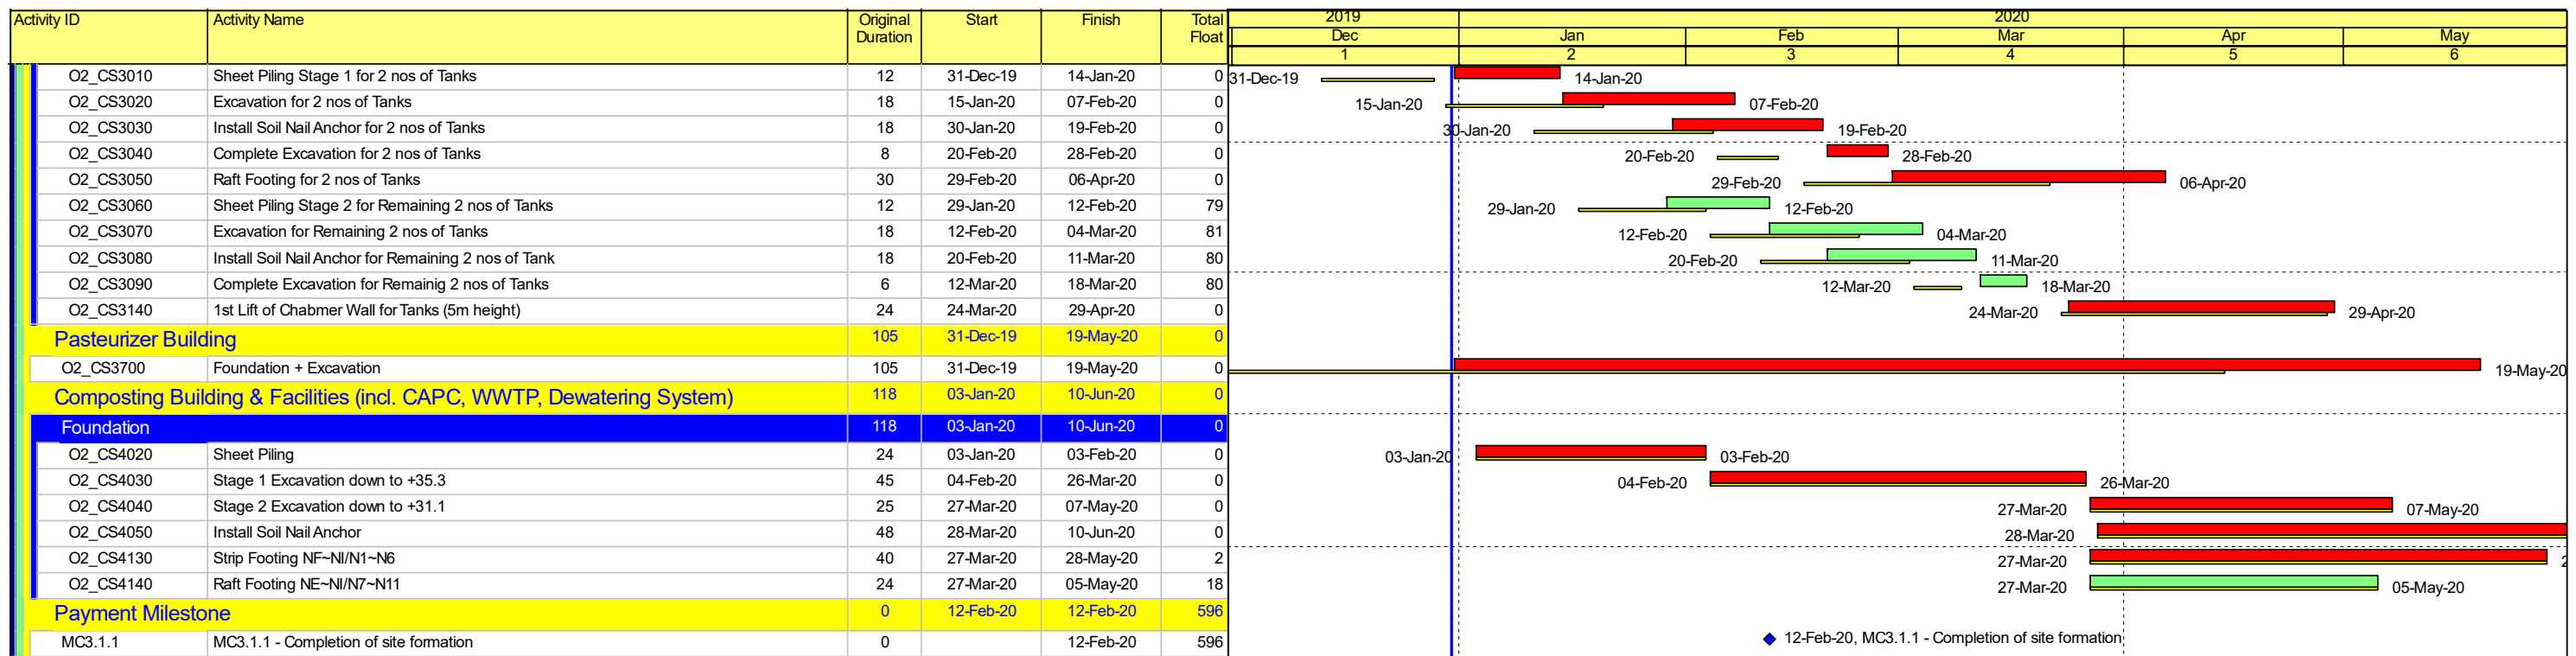 Activity ID Activity Name Original Duration Start Finish Total Float 2019 2020
Dec Jan Feb Mar Apr May
1 2 3 4 5 6
O2_CS3010 Sheet Piling Stage 1 for 2 nos of Tanks 12 31-Dec-19 14-Jan-20 0 31-Dec-19 14-Jan-20
O2_CS3020 Excavation for 2 nos of Tanks 18 15-Jan-20 07-Feb-20 0 15-Jan-20 07-Feb-20
O2_CS3030 Install Soil Nail Anchor for 2 nos of Tanks 18 30-Jan-20 19-Feb-20 0 30-Jan-20 19-Feb-20
O2_CS3040 Complete Excavation for 2 nos of Tanks 8 20-Feb-20 28-Feb-20 0 20-Feb-20 28-Feb-20
O2_CS3050 Raft Footing for 2 nos of Tanks 30 29-Feb-20 06-Apr-20 0 29-Feb-20 06-Apr-20
O2_CS3060 Sheet Piling Stage 2 for Remaining 2 nos of Tanks 12 29-Jan-20 12-Feb-20 79 29-Jan-20 12-Feb-20
O2_CS3070 Excavation for Remaining 2 nos of Tanks 18 12-Feb-20 04-Mar-20 81 12-Feb-20 04-Mar-20
O2_CS3080 Install Soil Nail Anchor for Remaining 2 nos of Tank 18 20-Feb-20 11-Mar-20 80 20-Feb-20 11-Mar-20
O2_CS3090 Complete Excavation for Remainig 2 nos of Tanks 6 12-Mar-20 18-Mar-20 80 12-Mar-20 18-Mar-20
O2_CS3140 1st Lift of Chabmer Wall for Tanks (5m height) 24 24-Mar-20 29-Apr-20 0 24-Mar-20 29-Apr-20
Pasteurizer Building 105 31-Dec-19 19-May-20 0
O2_CS3700 Foundation + Excavation 105 31-Dec-19 19-May-20 0 19-May-20
Composting Building & Facilities (incl. CAPC, WWTP, Dewatering System) 118 03-Jan-20 10-Jun-20 0
Foundation 118 03-Jan-20 10-Jun-20 0
O2_CS4020 Sheet Piling 24 03-Jan-20 03-Feb-20 0 03-Jan-20 03-Feb-20
O2_CS4030 Stage 1 Excavation down to +35.3 45 04-Feb-20 26-Mar-20 0 04-Feb-20 26-Mar-20
O2_CS4040 Stage 2 Excavation down to +31.1 25 27-Mar-20 07-May-20 0 27-Mar-20 07-May-20
O2_CS4050 Install Soil Nail Anchor 48 28-Mar-20 10-Jun-20 0 28-Mar-20
O2_CS4130 Strip Footing NF~NI/N1~N6 40 27-Mar-20 28-May-20 2 27-Mar-20
O2_CS4140 Raft Footing NE~NI/N7~N11 24 27-Mar-20 05-May-20 18 27-Mar-20 05-May-20
Payment Milestone 0 12-Feb-20 12-Feb-20 596
MC3.1.1 MC3.1.1 - Completion of site formation 0 12-Feb-20 596 12-Feb-20, MC3.1.1 - Completion of site formation